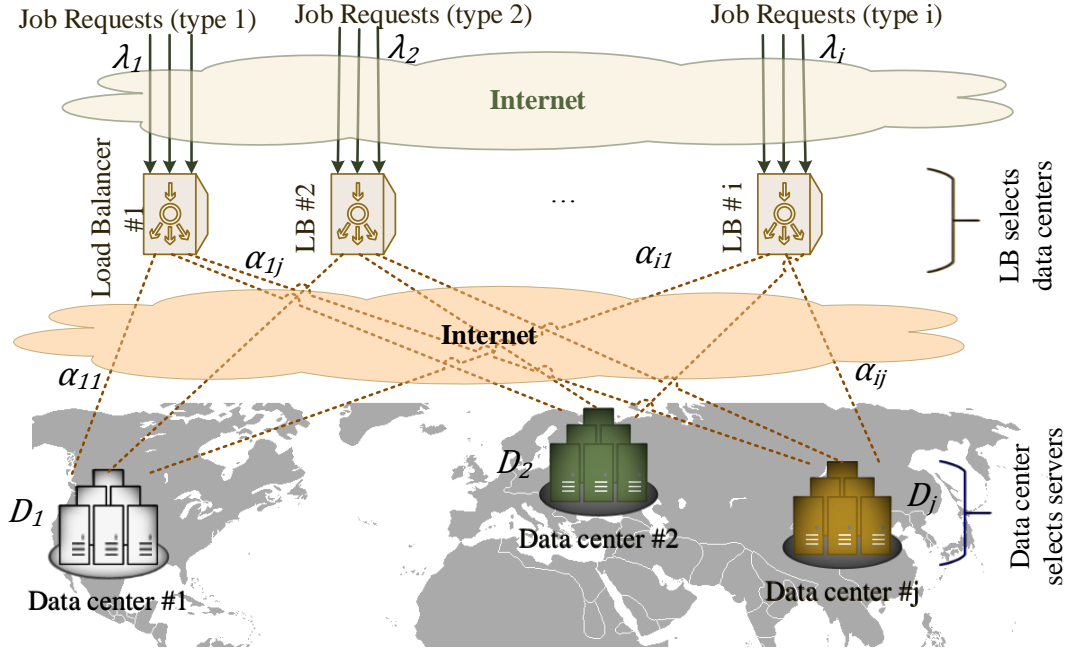 Job Requests (type 1)
Job Requests (type 2)
Job Requests (type i)
λ1
λ2
λi
Internet
Load Balancer
#1
LB #2
...
LB # i
LB selects
data centers
α1j
αi1
Internet
α11
αij
D1
D2
Dj
Data center #1
Data center #2
Data center #j
Data center
selects servers